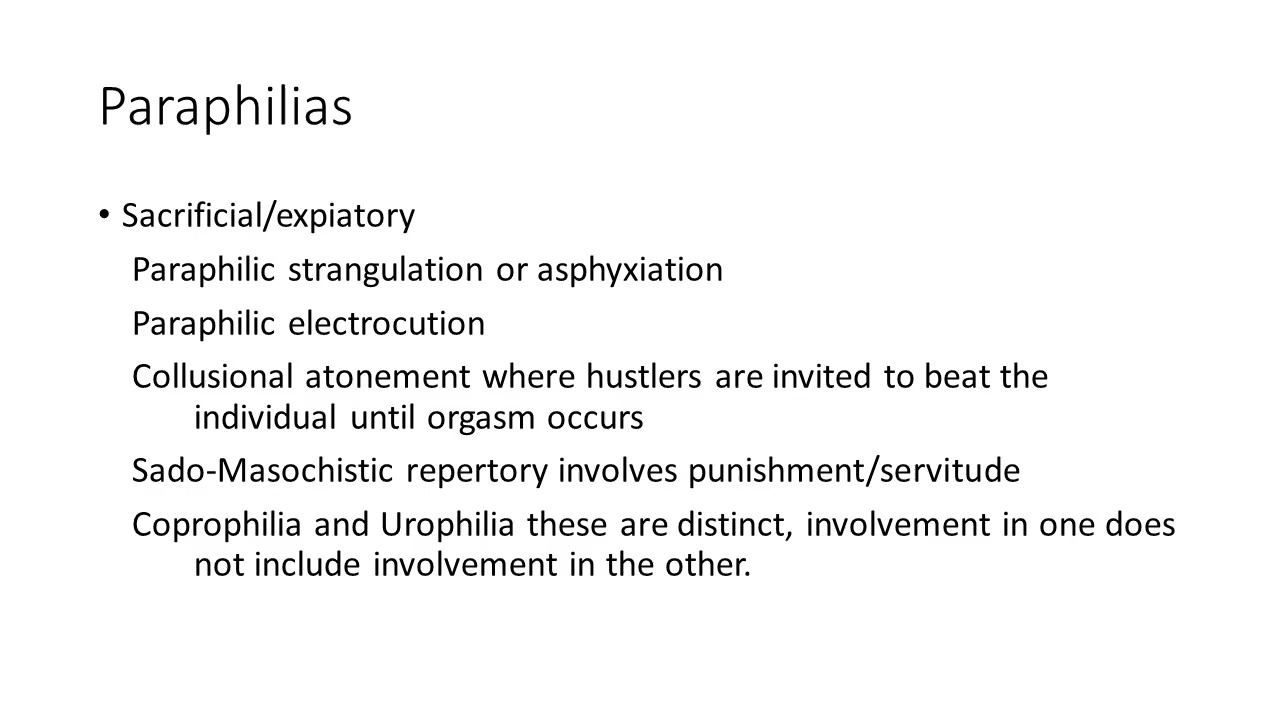 Paraphilias
• Sacrificial/expiatory
Paraphilic strangulation or asphyxiation
Paraphilic electrocution
Collusional atonement where hustlers are invited to beat the
individual until orgasm occurs
Sado-Masochistic repertory involves punishment/servitude
Coprophilia and Urophilia these are distinct, involvement in one does
not include involvement in the other.